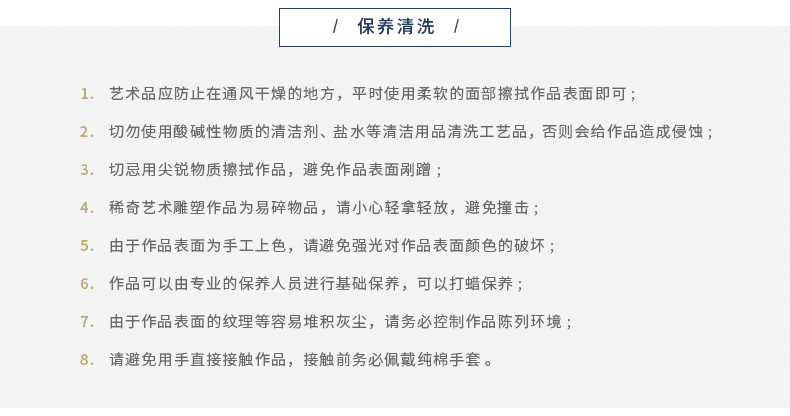 / 保养清洗 /
1. 艺术品应防止在通风干燥的地方，平时使用柔软的面部擦拭作品表面即可；
2. 切勿使用酸碱性物质的清洁剂、盐水等清洁用品清洗工艺品，否则会给作品造成侵蚀；
3. 切忌用尖锐物质擦拭作品，避免作品表面剐蹭；
4. 稀奇艺术雕塑作品为易碎物品，请小心轻拿轻放，避免撞击；
5. 由于作品表面为手工上色，请避免强光对作品表面颜色的破坏；
6. 作品可以由专业的保养人员进行基础保养，可以打蜡保养；
7. 由于作品表面的纹理等容易堆积灰尘，请务必控制作品陈列环境；
8. 请避免用手直接接触作品，接触前务必佩戴纯棉手套。